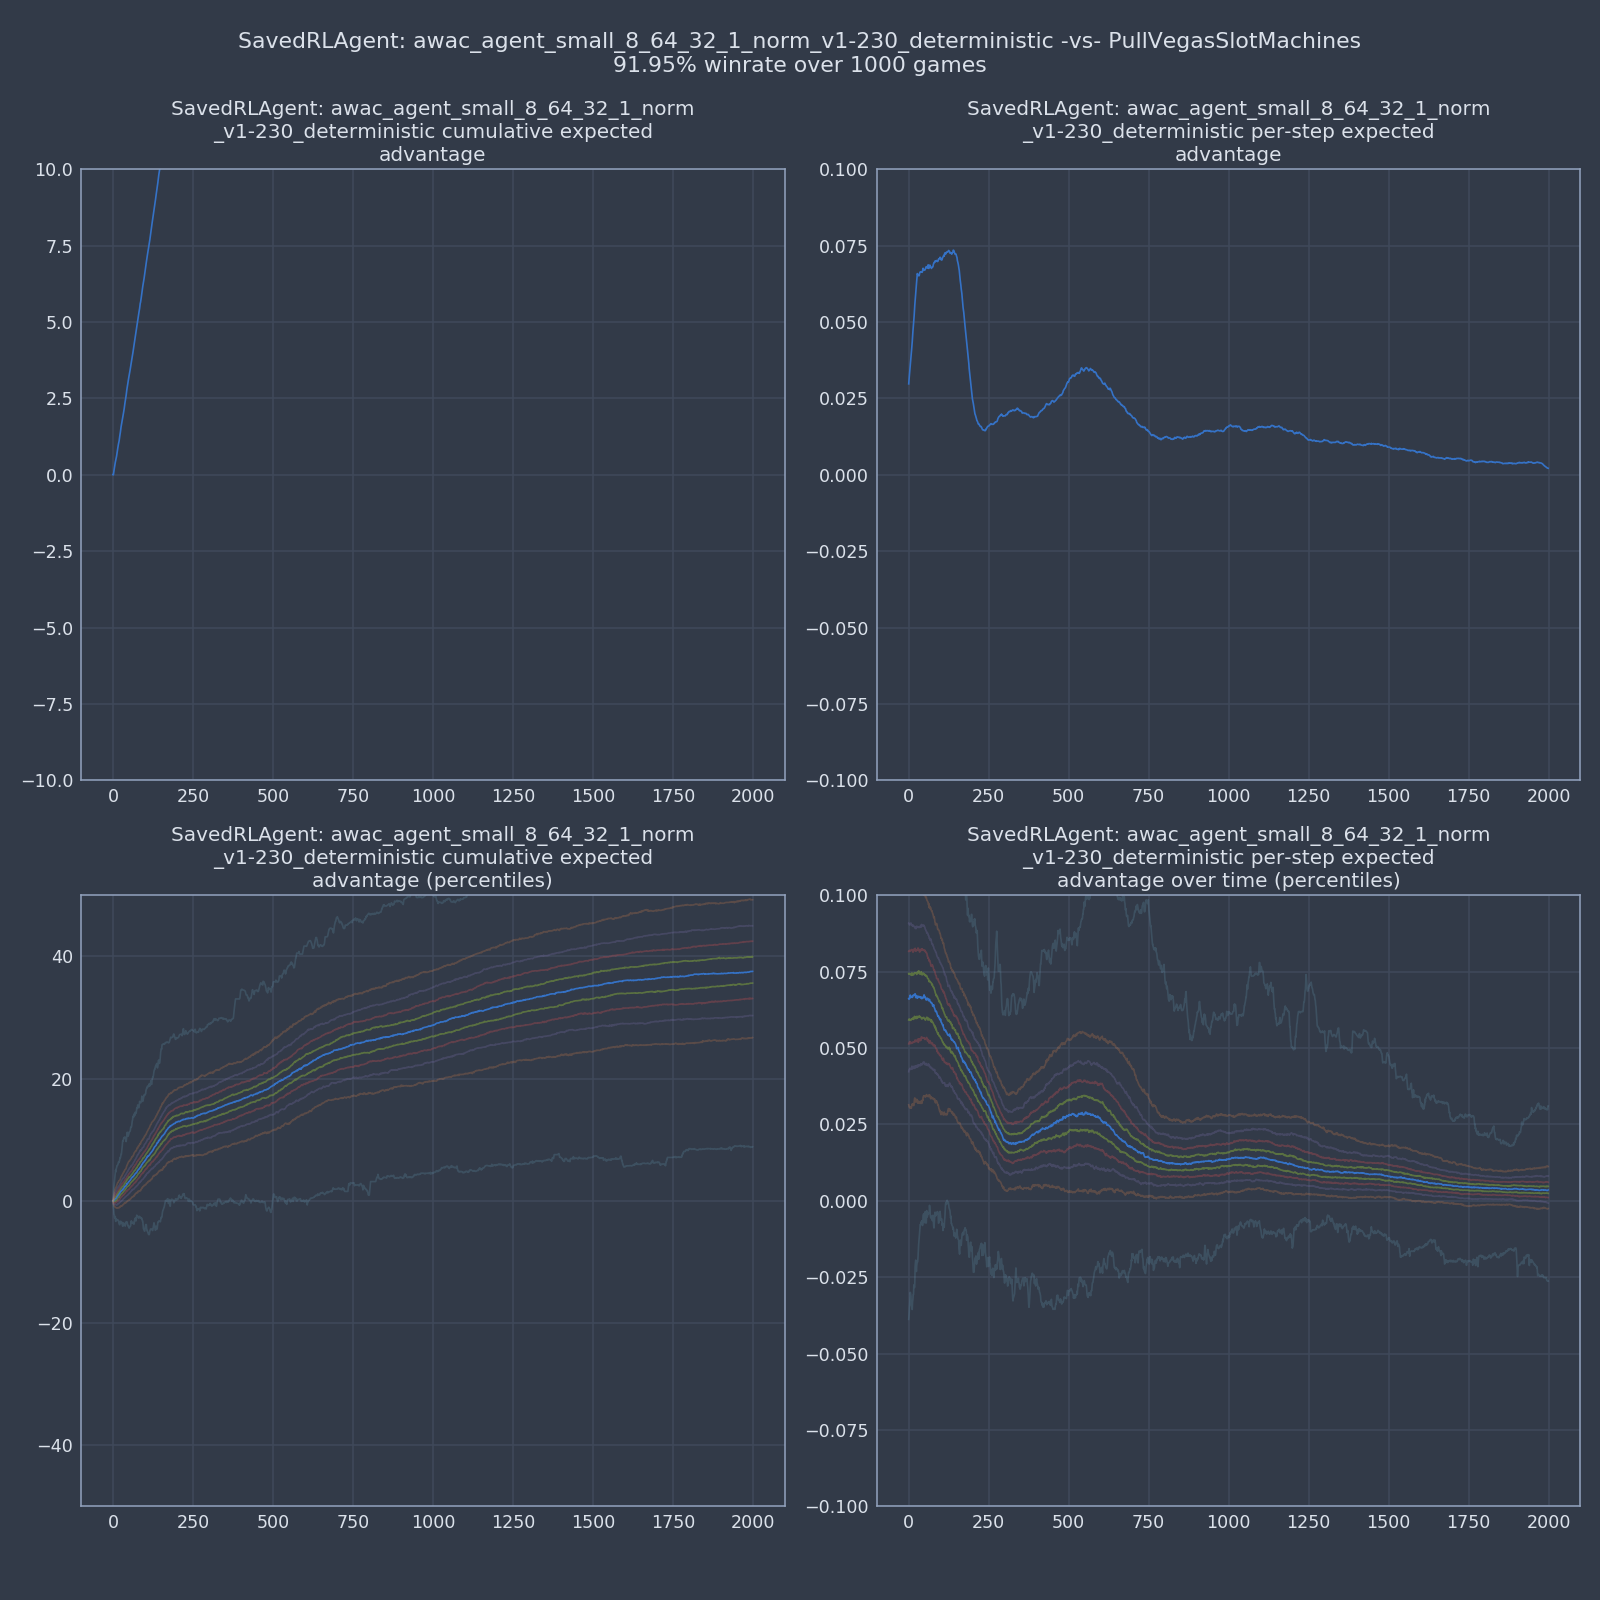 SavedRLAgent: awac_agent_small_8_64_32_1_norm_v1-230_deterministic -vs- PullVegasSlotMachines
91.95% winrate over 1000 games
SavedRLAgent: awac_agent_small_8_64_32_1_norm
_v1-230_deterministic cumulative expected
advantage
10.0
7.5
5.0
2.5
0.0
−2.5
−5.0
−7.5
−10.0
0 250 500 750 1000 1250 1500 1750 2000
SavedRLAgent: awac_agent_small_8_64_32_1_norm
_v1-230_deterministic per-step expected
advantage
0.100
0.075
0.050
0.025
0.000
−0.025
−0.050
−0.075
−0.100
0 250 500 750 1000 1250 1500 1750 2000
SavedRLAgent: awac_agent_small_8_64_32_1_norm
_v1-230_deterministic cumulative expected
advantage (percentiles)
40
20
0
−20
−40
0 250 500 750 1000 1250 1500 1750 2000
SavedRLAgent: awac_agent_small_8_64_32_1_norm
_v1-230_deterministic per-step expected
advantage over time (percentiles)
0.100
0.075
0.050
0.025
0.000
−0.025
−0.050
−0.075
−0.100
0 250 500 750 1000 1250 1500 1750 2000